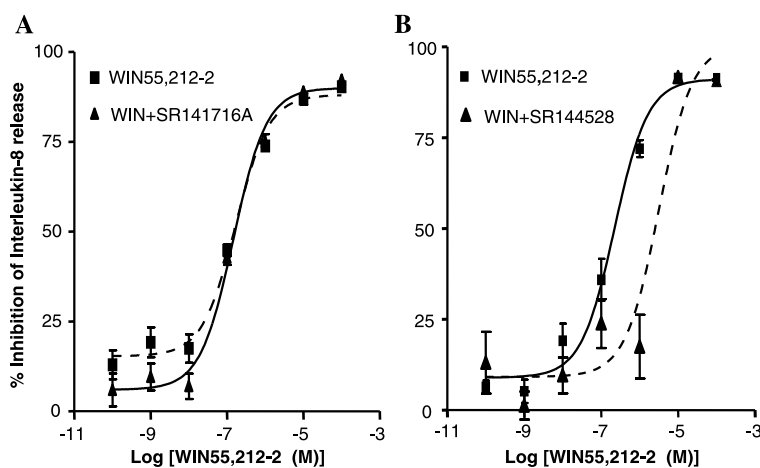 A
B
% Inhibition of Interleukin-8 release
100
75
50
25
0
WIN55,212-2
WIN+SR141716A
-11
-9
-7
-5
-3
Log [WIN55,212-2 (M)]
100
75
50
25
0
WIN55,212-2
WIN+SR144528
-11
-9
-7
-5
-3
Log [WIN55,212-2 (M)]